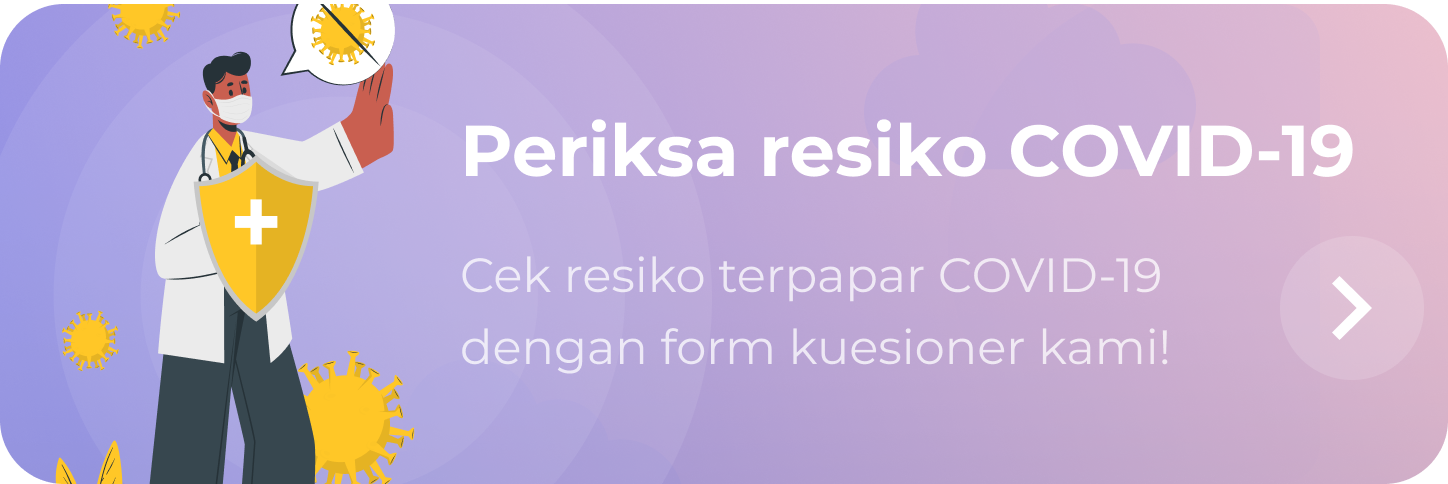 Periksa resiko COVID-19
Cek resiko terpapar COVID-19
dengan form kuesioner kami!